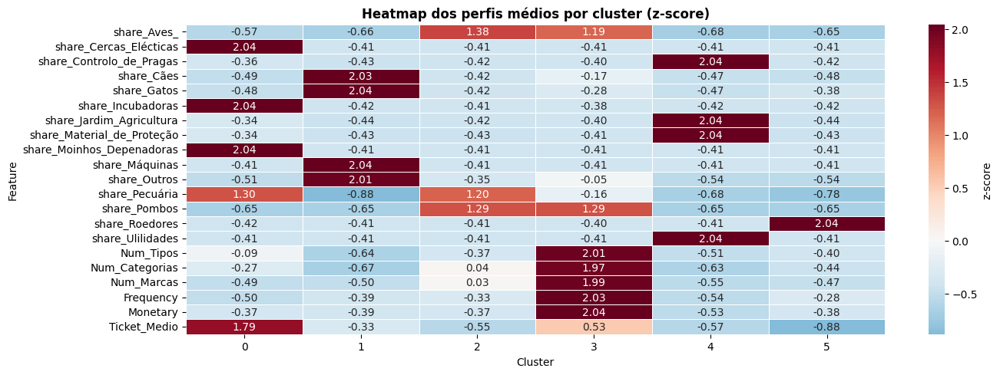 Heatmap dos perfis médios por cluster (z-score)
share_Aves_ -0.57 -0.66 1.38 1.19 -0.68 -0.65
share_Cercas_Elécticas 2.04 -0.41 -0.41 -0.41 -0.41 -0.41
share_Controlo_de_Pragas -0.36 -0.43 -0.42 -0.40 2.04 -0.42
share_Cães -0.49 2.03 -0.42 -0.17 -0.47 -0.48
share_Gatos -0.48 2.04 -0.42 -0.28 -0.47 -0.38
share_Incubadoras 2.04 -0.42 -0.41 -0.38 -0.42 -0.42
share_Jardim_Agricultura -0.34 -0.44 -0.42 -0.40 2.04 -0.44
share_Material_de_Proteção -0.34 -0.43 -0.43 -0.41 2.04 -0.43
share_Moinhos_Depenadoras 2.04 -0.41 -0.41 -0.41 -0.41 -0.41
share_Máquinas -0.41 2.04 -0.41 -0.41 -0.41 -0.41
share_Outros -0.51 2.01 -0.35 -0.05 -0.54 -0.54
share_Pecuária 1.30 -0.88 1.20 -0.16 -0.68 -0.78
share_Pombos -0.65 -0.65 1.29 1.29 -0.65 -0.65
share_Roedores -0.42 -0.41 -0.41 -0.40 -0.41 2.04
share_Ulilidades -0.41 -0.41 -0.41 -0.41 2.04 -0.41
Num_Tipos -0.09 -0.64 -0.37 2.01 -0.51 -0.40
Num_Categorias -0.27 -0.67 0.04 1.97 -0.63 -0.44
Num_Marcas -0.49 -0.50 0.03 1.99 -0.55 -0.47
Frequency -0.50 -0.39 -0.33 2.03 -0.54 -0.28
Monetary -0.37 -0.39 -0.37 2.04 -0.53 -0.38
Ticket_Medio 1.79 -0.33 -0.55 0.53 -0.57 -0.88
0 1 2 3 4 5
Cluster
Feature
2.0
1.5
1.0
0.5
0.0
−0.5
z-score